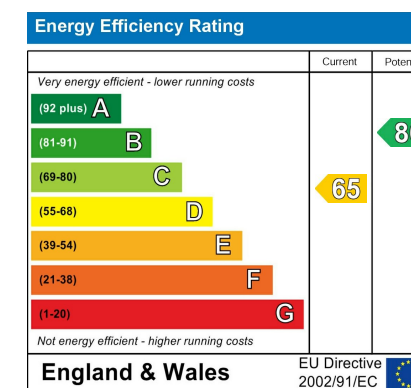 Energy Efficiency Rating
Current
Very energy efficient - lower running costs
(92 plus) A
(81-91) B
(69-80) C
65
(55-68) D
(39-54) E
(21-38) F
(1-20) G
Not energy efficient - higher running costs
England & Wales
EU Directive
2002/91/EC